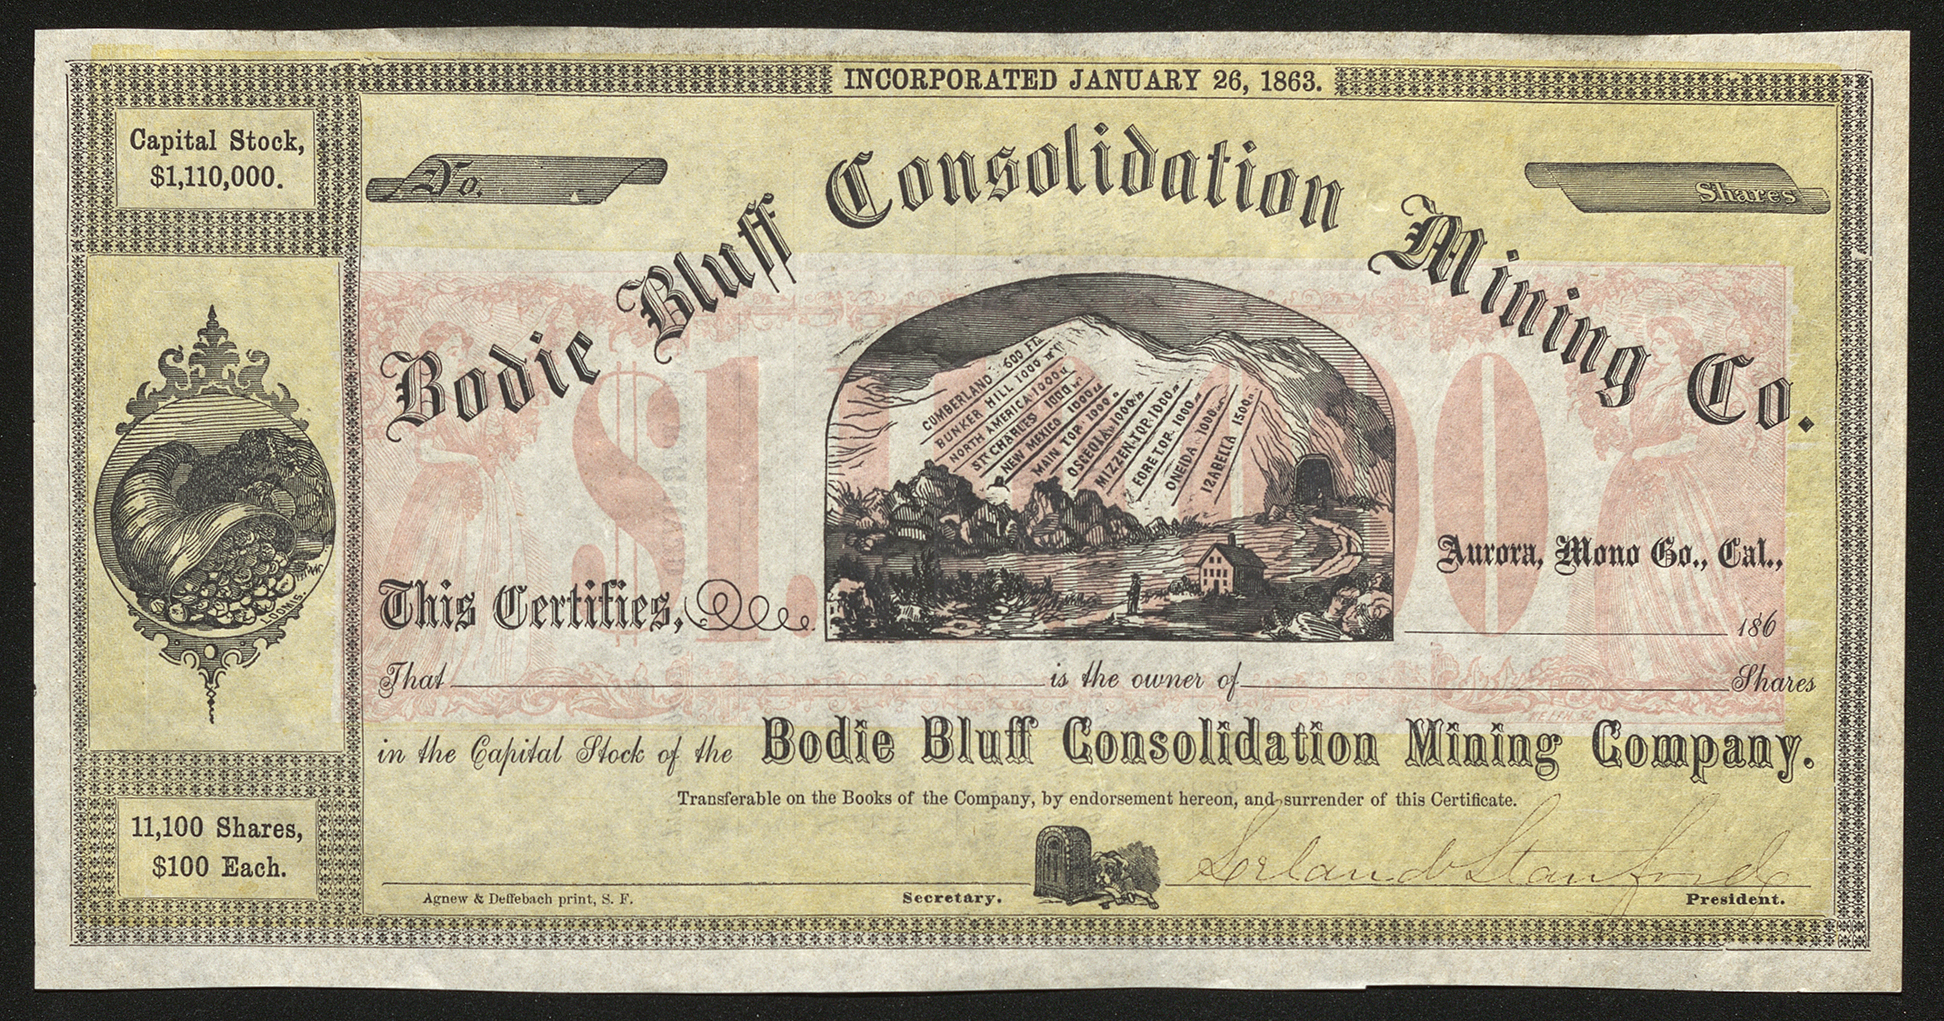 INCORPORATED JANUARY 26, 1863.
Capital Stock,
$1,110,000.
No.
Shares
Bodie Bluff Consolidation Mining Co.
CUMBERLAND 600 FT.
BUNKER HILL 1000 "
NORTH AMERICA 1000 "
ST CHARLES 1000 "
NEW MEXICO 1000 "
MAIN TOP 1000 "
OSCEOLA 1000 "
MIZZEN-TOP-1000 "
FORE TOP 1000 "
ONEIDA 1000 "
IZABELLA 1500 "
LOOMIS.
Aurora, Mono Co., Cal.,
This Certifies,
186
That is the owner of Shares
in the Capital Stock of the Bodie Bluff Consolidation Mining Company.
Transferable on the Books of the Company, by endorsement hereon, and surrender of this Certificate.
11,100 Shares,
$100 Each.
Leland Stanford
Agnew & Deffebach print, S. F.
Secretary.
President.